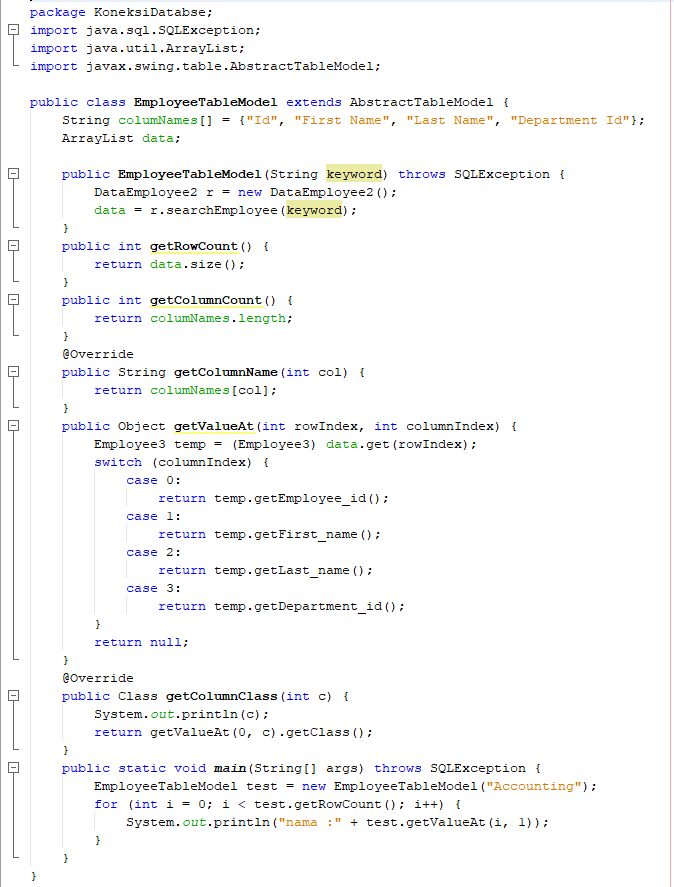 package KoneksiDatabse;
import java.sql.SQLException;
import java.util.ArrayList;
import javax.swing.table.AbstractTableModel;
public class EmployeeTableModel extends AbstractTableModel {
String columNames[] = {"Id", "First Name", "Last Name", "Department Id"};
ArrayList data;
public EmployeeTableModel(String keyword) throws SQLException {
DataEmployee2 r = new DataEmployee2();
data = r.searchEmployee(keyword);
}
public int getRowCount() {
return data.size();
}
public int getColumnCount() {
return columNames.length;
}
@Override
public String getColumnName(int col) {
return columNames[col];
}
public Object getValueAt(int rowIndex, int columnIndex) {
Employee3 temp = (Employee3) data.get(rowIndex);
switch (columnIndex) {
case 0:
return temp.getEmployee_id();
case 1:
return temp.getFirst_name();
case 2:
return temp.getLast_name();
case 3:
return temp.getDepartment_id();
}
return null;
}
@Override
public Class getColumnClass(int c) {
System.out.println(c);
return getValueAt(0, c).getClass();
}
public static void main(String[] args) throws SQLException {
EmployeeTableModel test = new EmployeeTableModel("Accounting");
for (int i = 0; i < test.getRowCount(); i++) {
System.out.println("nama :" + test.getValueAt(i, 1));
}
}
}